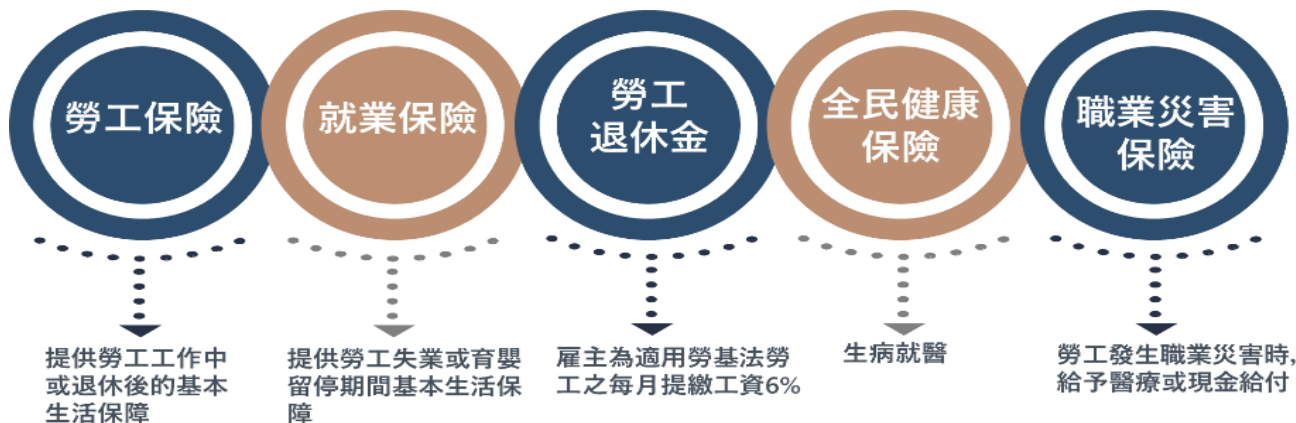 勞工保險
就業保險
勞工
退休金
全民健康
保險
職業災害
保險
提供勞工工作中
或退休後的基本
生活保障
提供勞工失業或育嬰
留停期間基本生活保
障
雇主為適用勞基法勞
工之每月提繳工資6%
生病就醫
勞工發生職業災害時,
給予醫療或現金給付